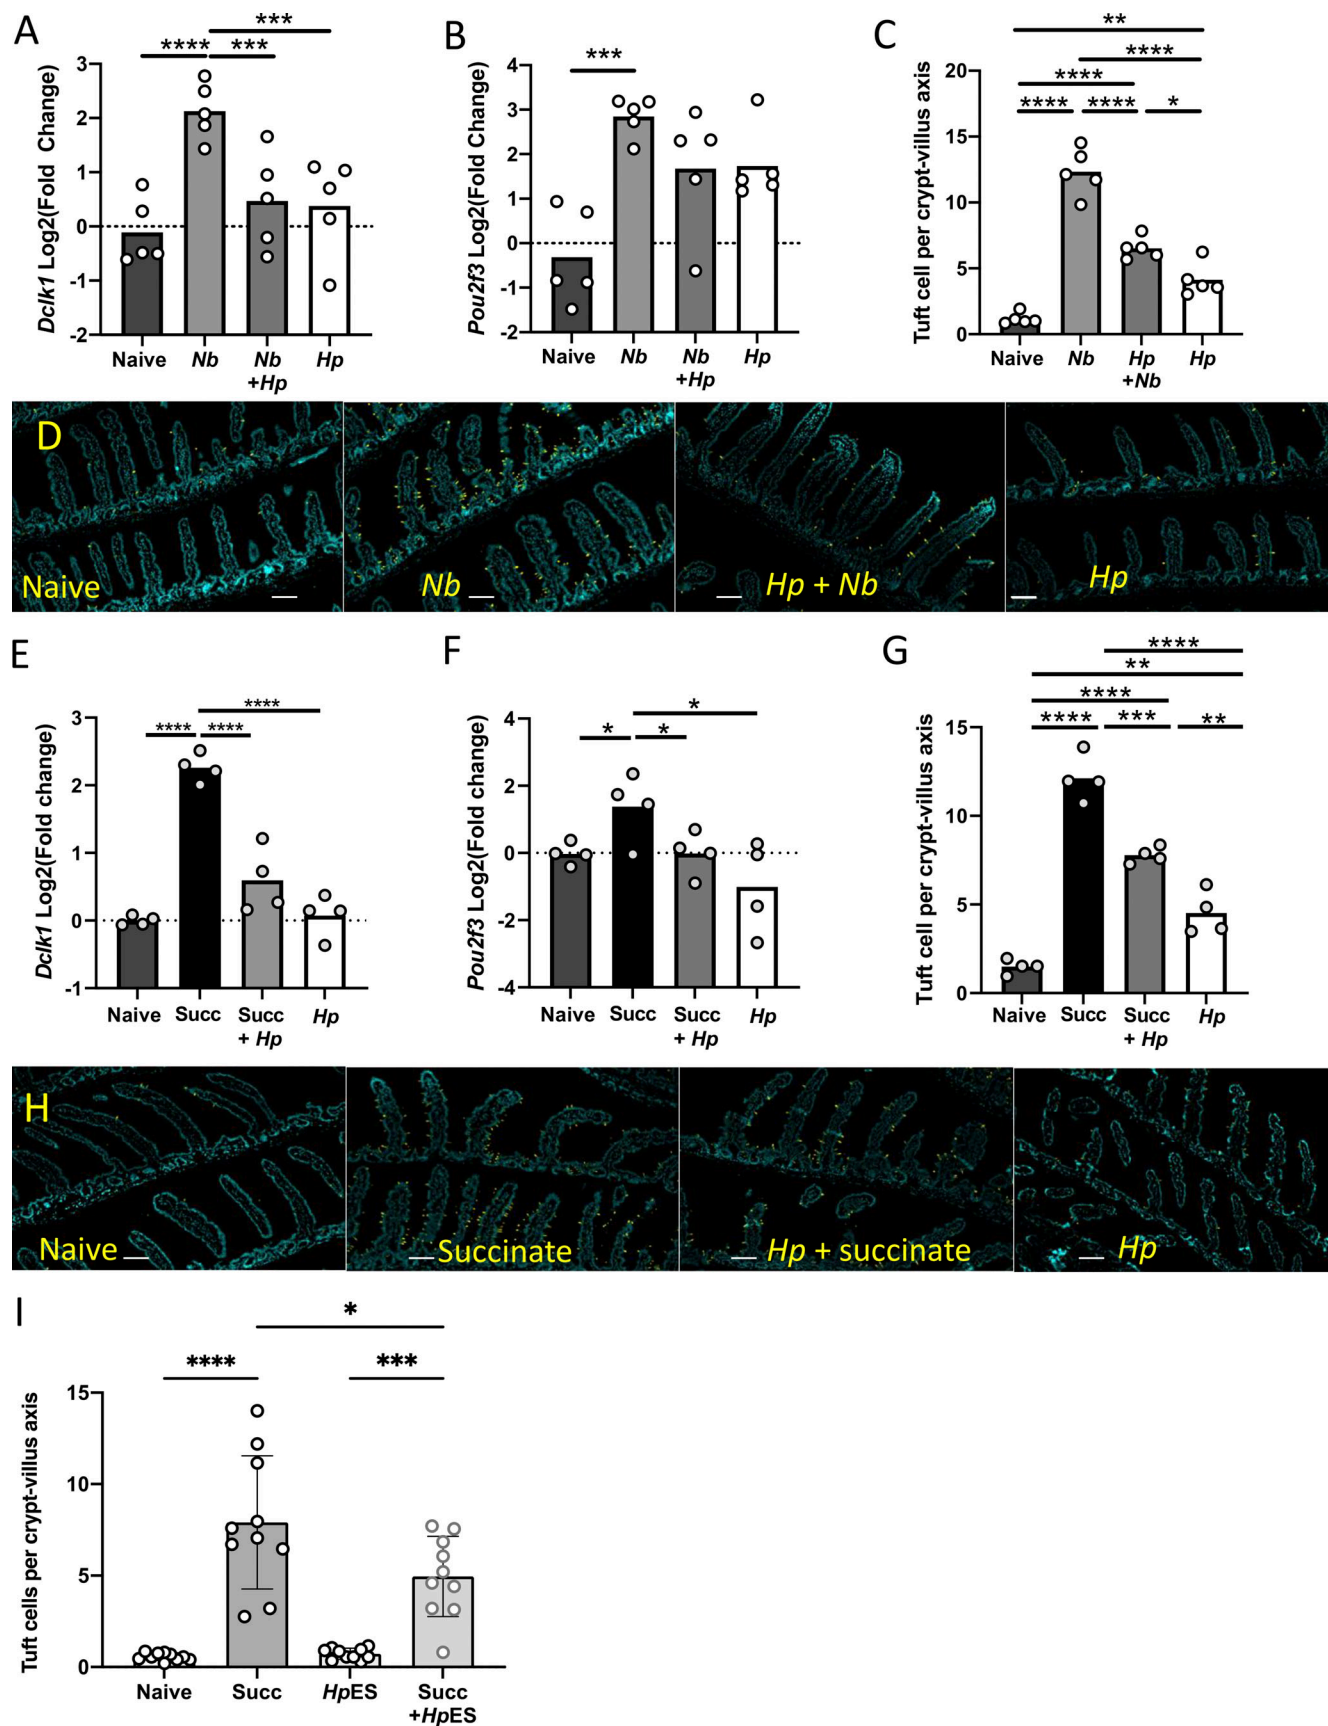 A
Dclk1 Log2(Fold Change)
3
2
1
0
-1
-2
****
***
***
Naive
Nb
Nb
+Hp
Hp
B
Pou2f3 Log2(Fold Change)
4
3
2
1
0
-1
-2
***
Naive
Nb
Nb
+Hp
Hp
C
Tuft cell per crypt-villus axis
20
15
10
5
0
**
****
****
****
****
*
Naive
Nb
Hp
+Nb
Hp
D
Naive
Nb
Hp + Nb
Hp
E
Dclk1 Log2(Fold change)
3
2
1
0
-1
****
****
****
Naive
Succ
Succ
+ Hp
Hp
F
Pou2f3 Log2(Fold change)
4
2
0
-2
-4
*
*
*
Naive
Succ
Succ
+ Hp
Hp
G
Tuft cell per crypt-villus axis
15
10
5
0
****
**
****
****
***
**
Naive
Succ
Succ
+ Hp
Hp
H
Naive
Succinate
Hp + succinate
Hp
I
Tuft cells per crypt-villus axis
15
10
5
0
*
****
***
Naive
Succ
HpES
Succ
+HpES